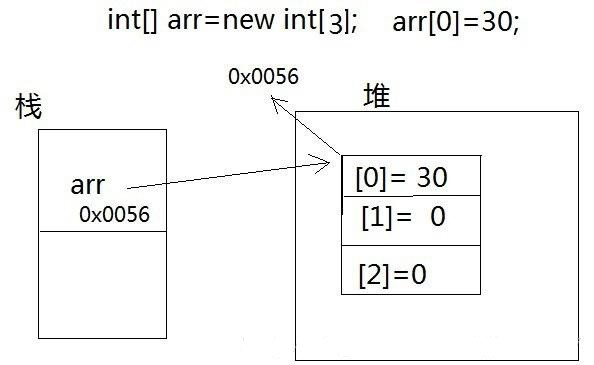 int[] arr=new int[3]; arr[0]=30;
0x0056
栈
堆
arr
0x0056
[0]= 30
[1]= 0
[2]=0